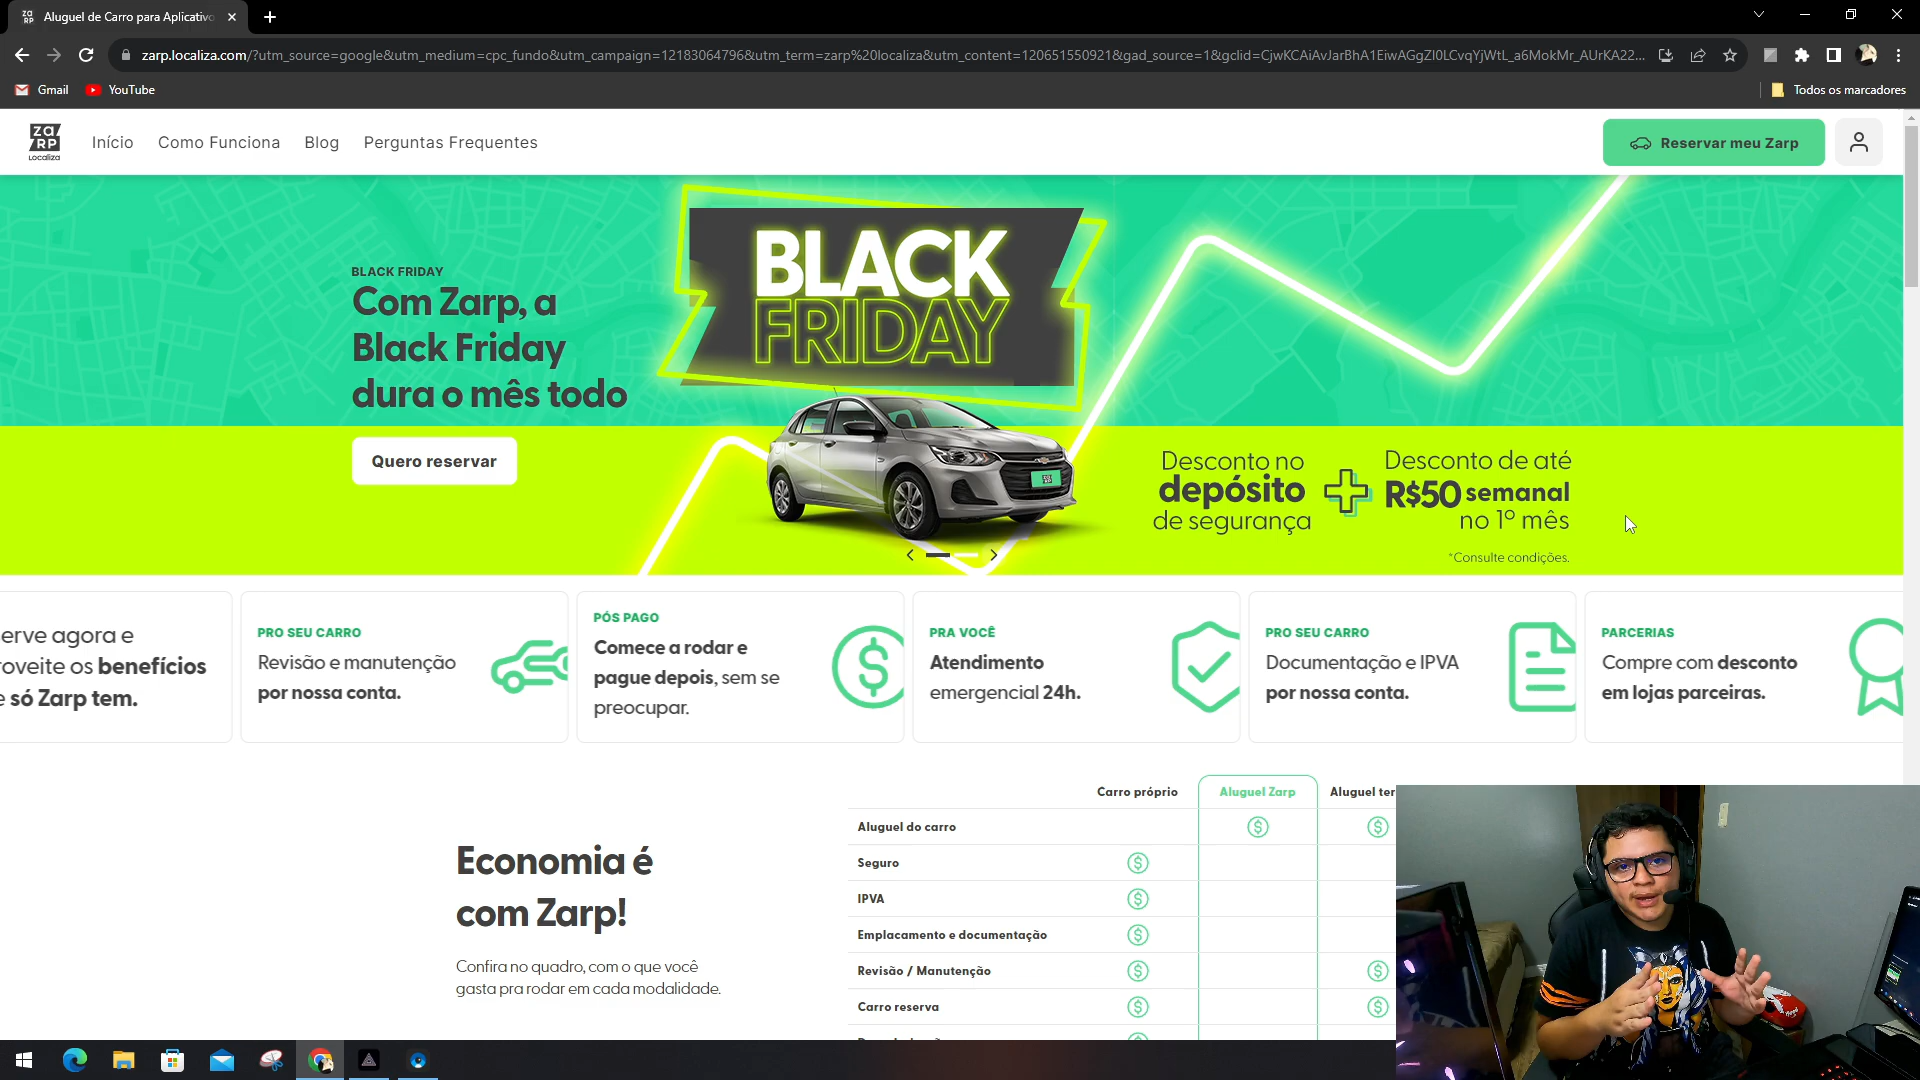 Aluguel de Carro para Aplicativo
zarp.localiza.com/?utm_source=google&utm_medium=cpc_fundo&utm_campaign=12183064796&utm_term=zarp%20localiza&utm_content=120651550921&gad_source=1&gclid=CjwKCAiAvJarBhA1EiwAGgZl0LCvqYjWtL_a6MokMr_AUrKA22...
Gmail
YouTube
Todos os marcadores
za
RP
Localiza
Início
Como Funciona
Blog
Perguntas Frequentes
Reservar meu Zarp
BLACK FRIDAY
Com Zarp, a
Black Friday
dura o mês todo
Quero reservar
BLACK
FRIDAY
Desconto no
depósito
de segurança
Desconto de até
R$50 semanal
no 1º mês
*Consulte condições.
erve agora e
roveite os benefícios
e só Zarp tem.
PRO SEU CARRO
Revisão e manutenção
por nossa conta.
PÓS PAGO
Comece a rodar e
pague depois, sem se
preocupar.
PRA VOCÊ
Atendimento
emergencial 24h.
PRO SEU CARRO
Documentação e IPVA
por nossa conta.
PARCERIAS
Compre com desconto
em lojas parceiras.
Economia é
com Zarp!
Confira no quadro, com o que você
gasta pra rodar em cada modalidade.
Carro próprio
Aluguel Zarp
Aluguel ter
Aluguel do carro
Seguro
IPVA
Emplacamento e documentação
Revisão / Manutenção
Carro reserva